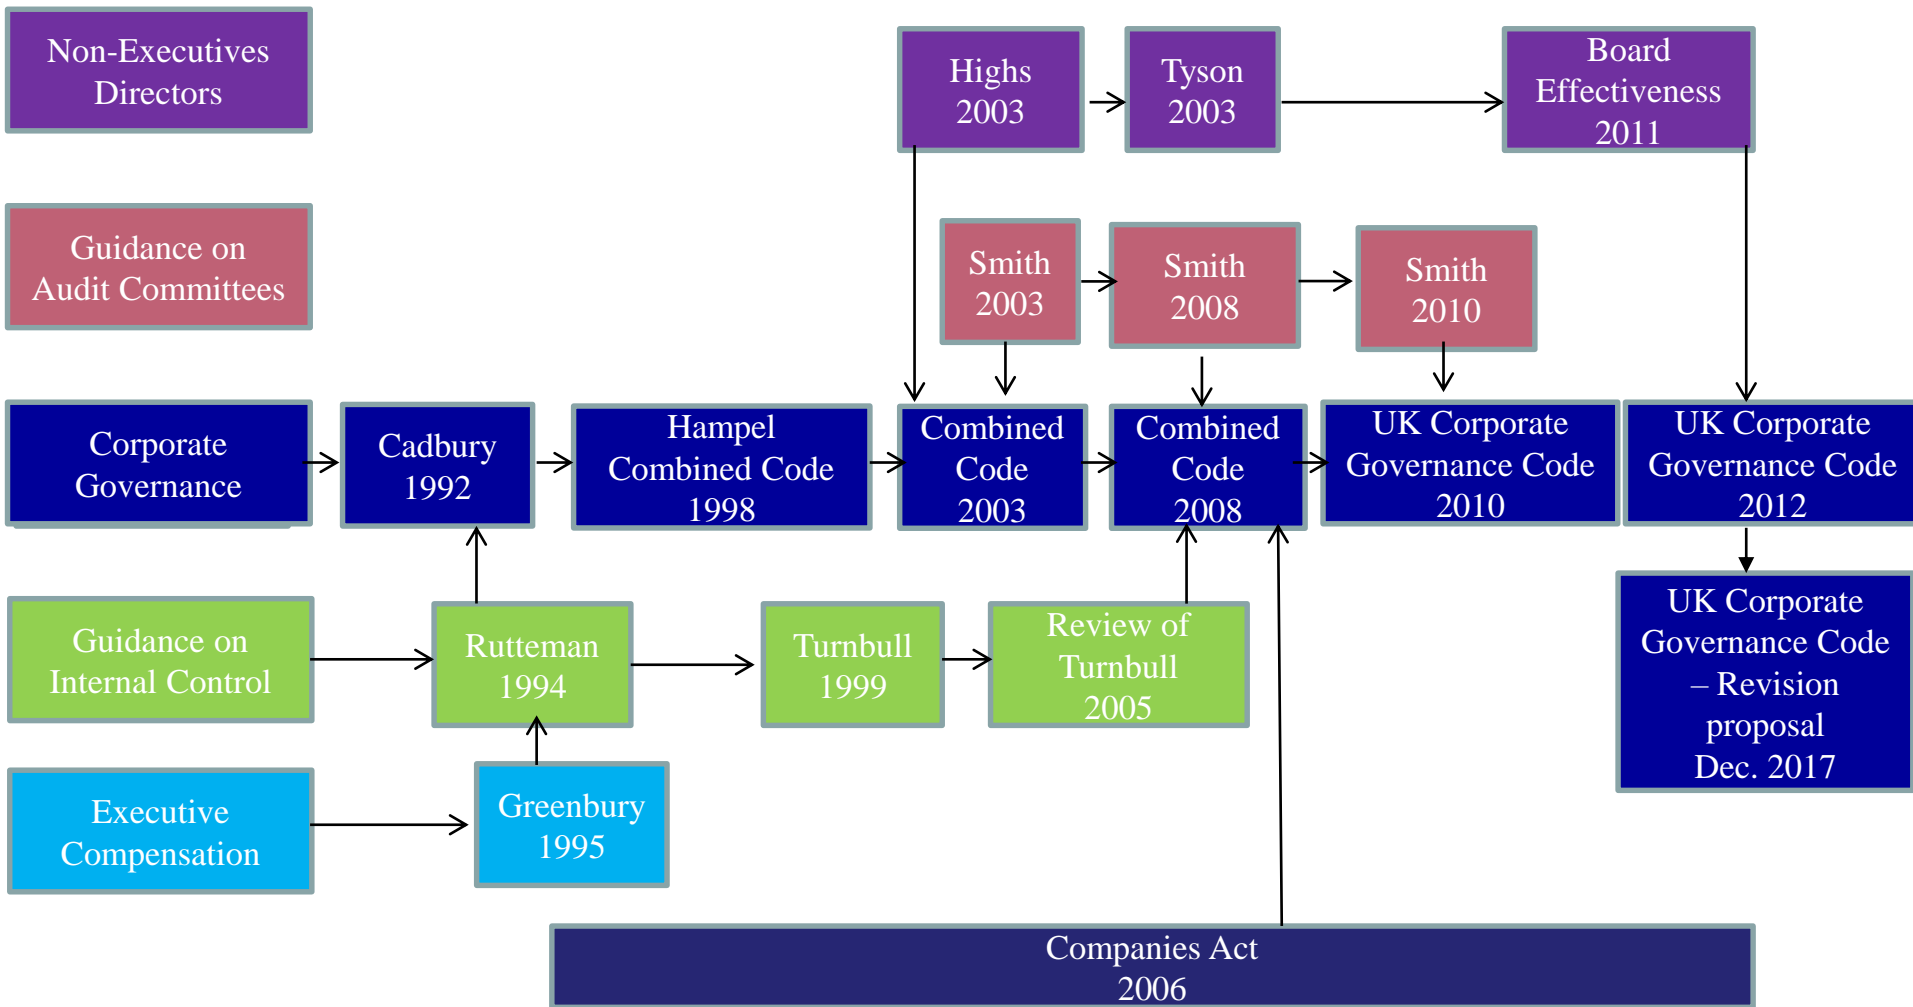 Non-Executives
Directors
Highs
2003
Tyson
2003
Board
Effectiveness
2011
Guidance on
Audit Committees
Smith
2003
Smith
2008
Smith
2010
Corporate
Governance
Cadbury
1992
Hampel
Combined Code
1998
Combined
Code
2003
Combined
Code
2008
UK Corporate
Governance Code
2010
UK Corporate
Governance Code
2012
Guidance on
Internal Control
Rutteman
1994
Turnbull
1999
Review of
Turnbull
2005
UK Corporate
Governance Code
– Revision
proposal
Dec. 2017
Executive
Compensation
Greenbury
1995
Companies Act
2006